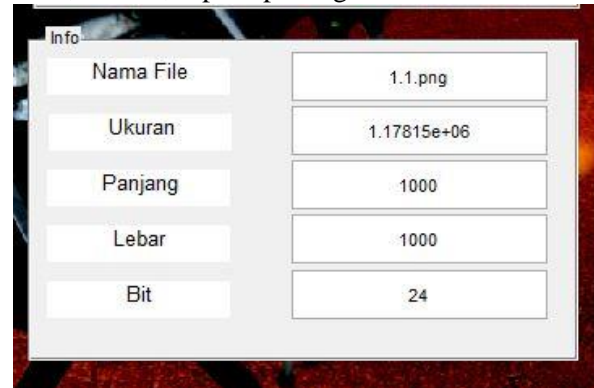 Info
Nama File 1.1.png
Ukuran 1.17815e+06
Panjang 1000
Lebar 1000
Bit 24